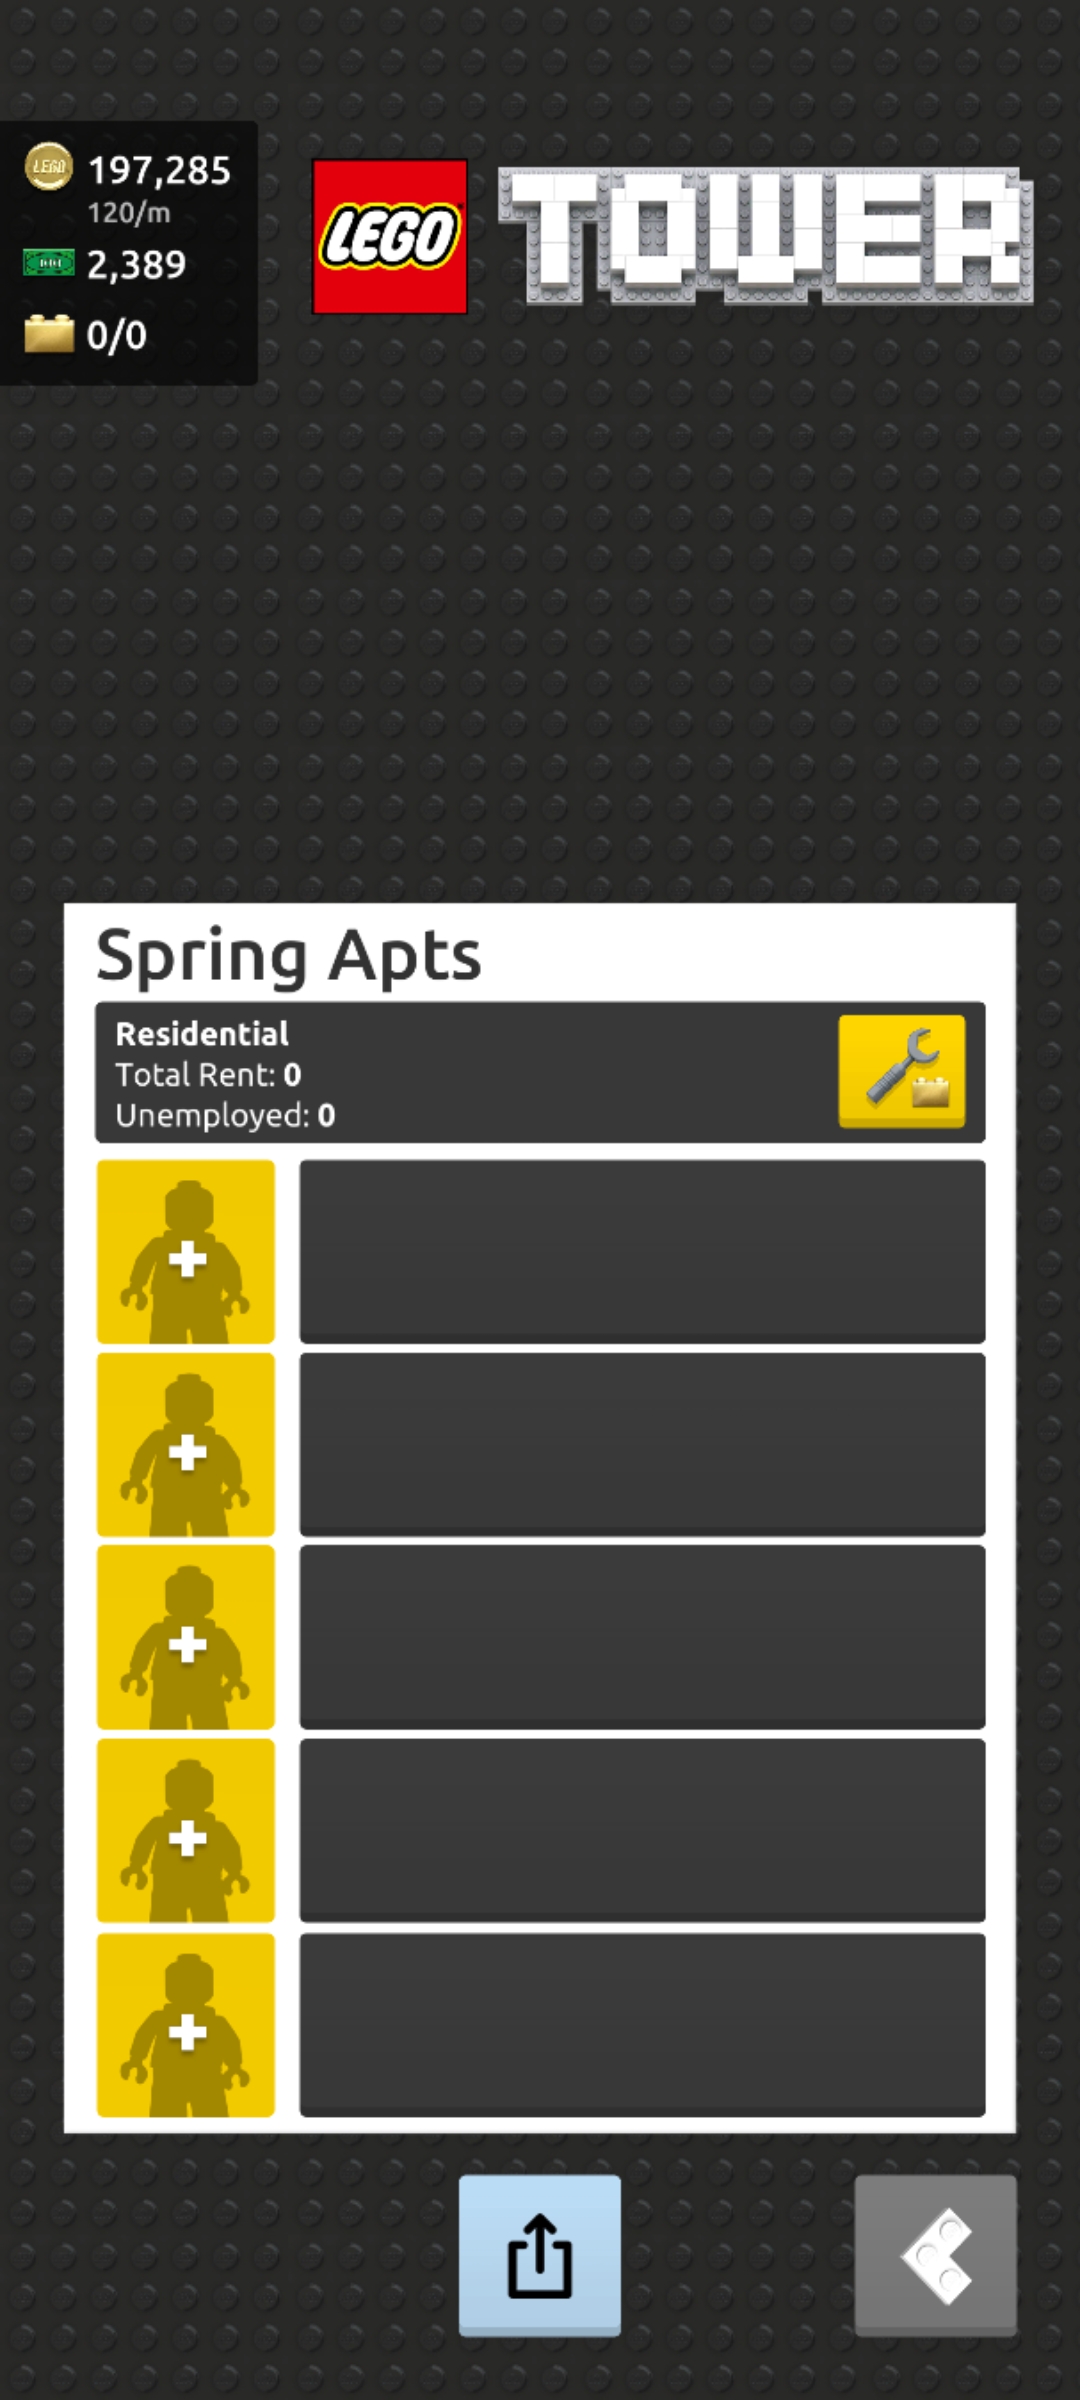 197,285
120/m
2,389
0/0
LEGO TOWER
Spring Apts
Residential
Total Rent: 0
Unemployed: 0